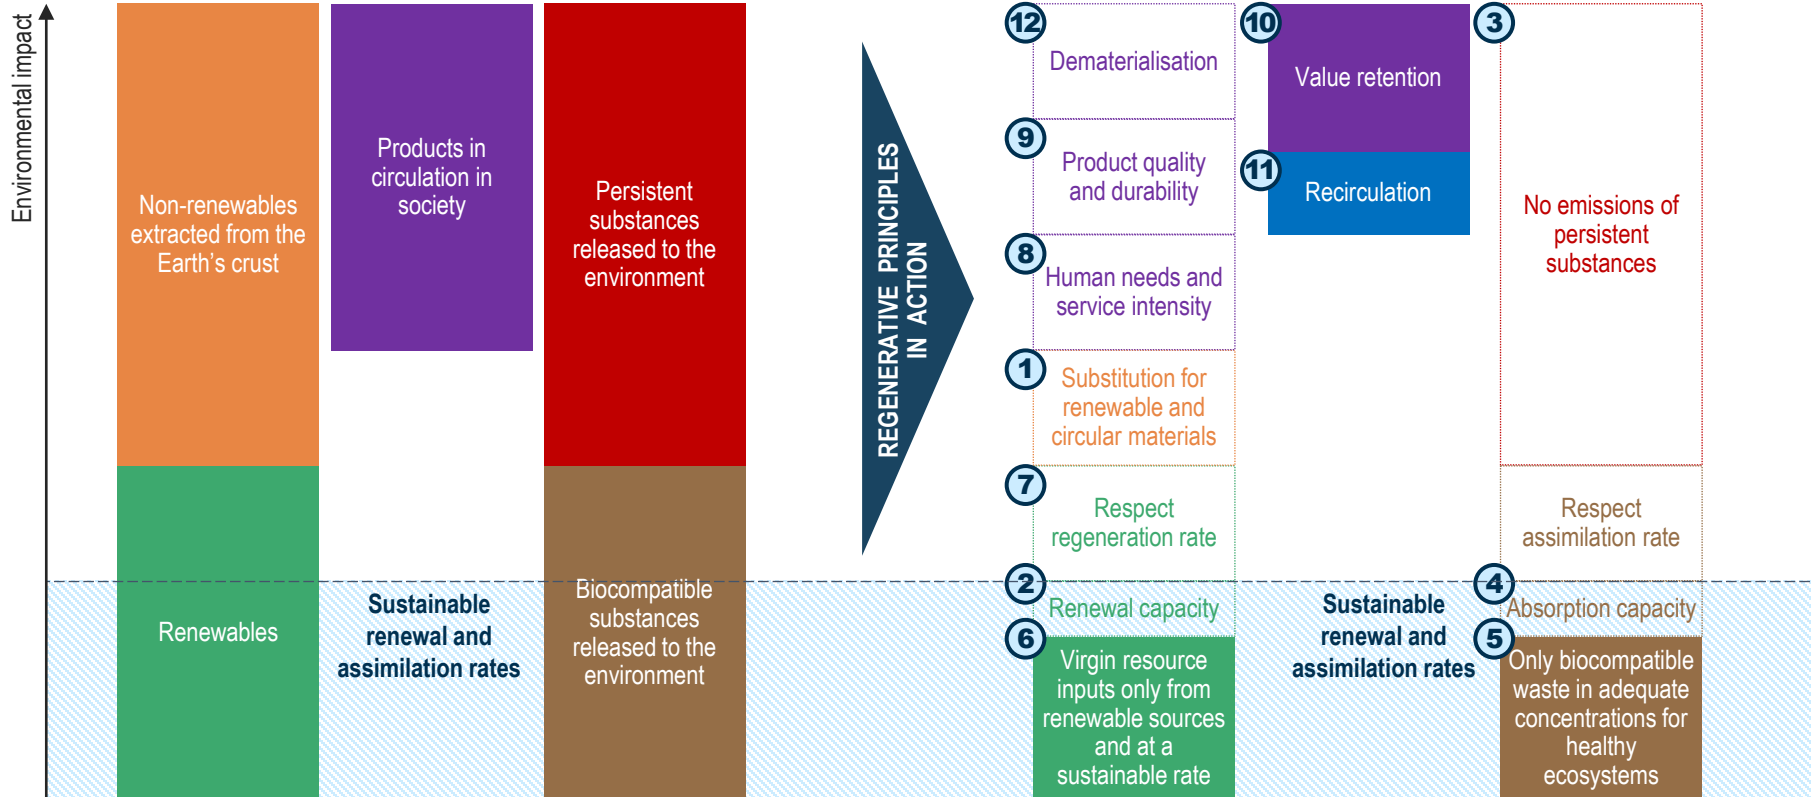 Environmental impact
Non-renewables
extracted from the
Earth's crust
Renewables
Products in
circulation in
society
Sustainable
renewal and
assimilation rates
Persistent
substances
released to the
environment
Biocompatible
substances
released to the
environment
REGENERATIVE PRINCIPLES
IN ACTION
12
Dematerialisation
9
Product quality
and durability
8
Human needs and
service intensity
1
Substitution for
renewable and
circular materials
7
Respect
regeneration rate
2
Renewal capacity
6
Virgin resource
inputs only from
renewable sources
and at a
sustainable rate
10
Value retention
11
Recirculation
Sustainable
renewal and
assimilation rates
3
No emissions of
persistent
substances
Respect
assimilation rate
4
Absorption capacity
5
Only biocompatible
waste in adequate
concentrations for
healthy
ecosystems